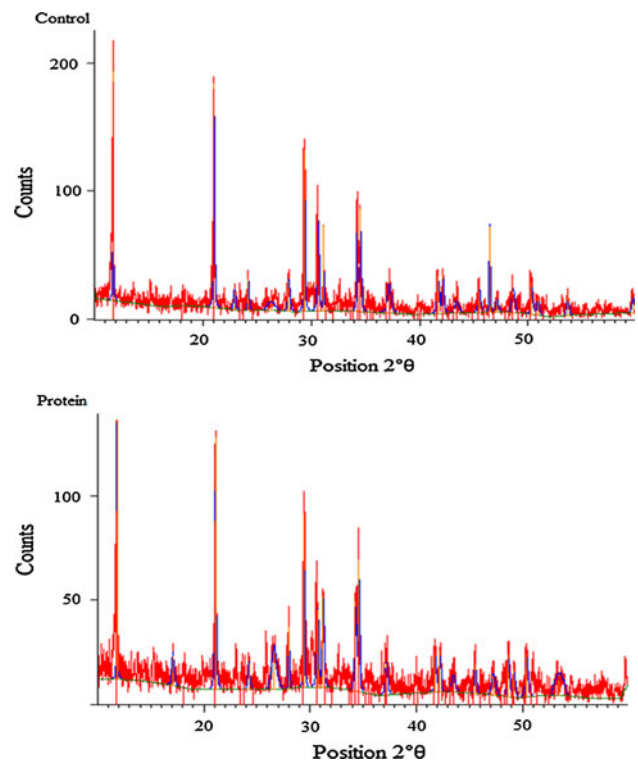 Control
200
100
0
Counts
20 30 40 50
Position 2°θ
Protein
100
50
Counts
20 30 40 50
Position 2°θ